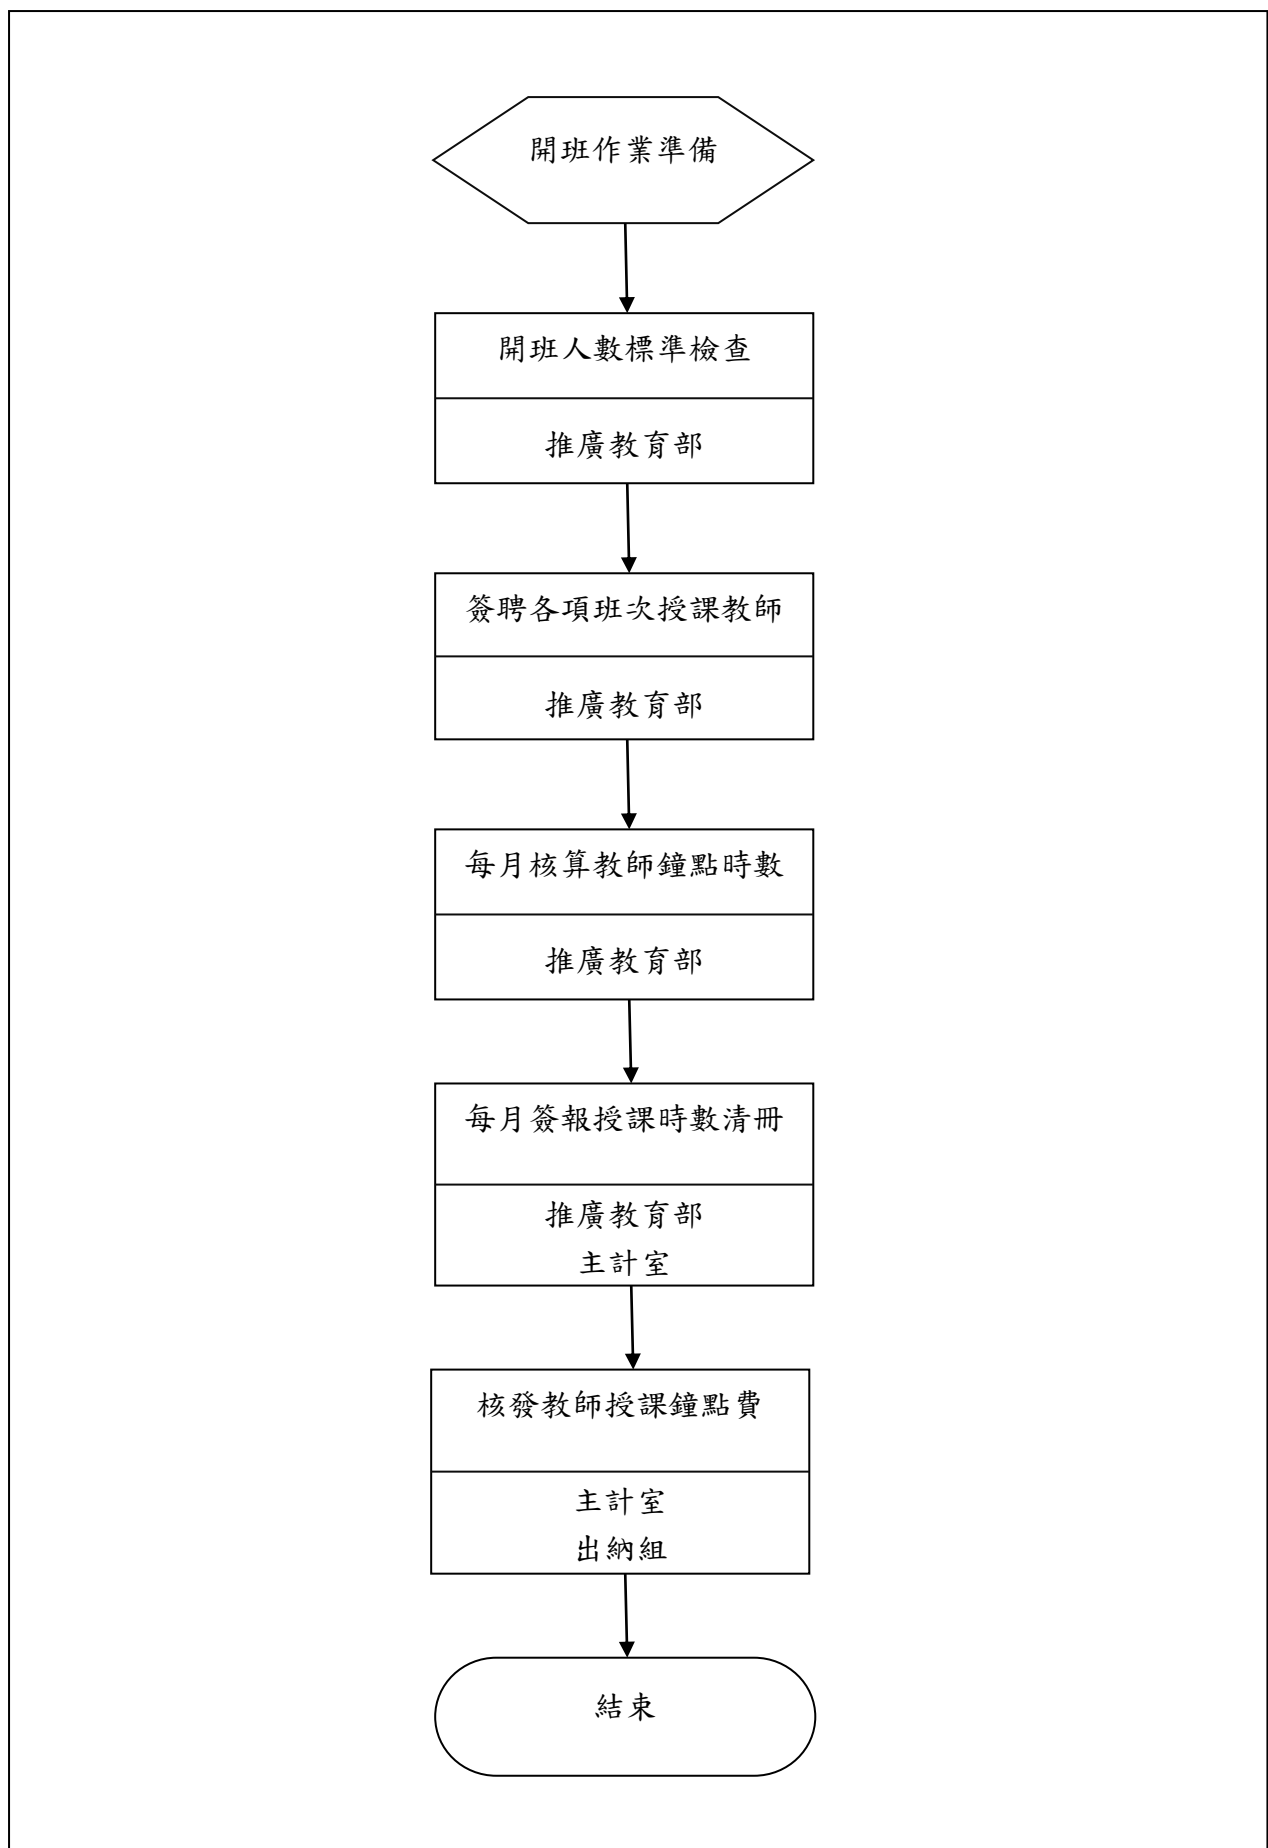 開班作業準備
開班人數標準檢查
推廣教育部
簽聘各項班次授課教師
推廣教育部
每月核算教師鐘點時數
推廣教育部
每月簽報授課時數清冊
推廣教育部
主計室
核發教師授課鐘點費
主計室
出納組
結束